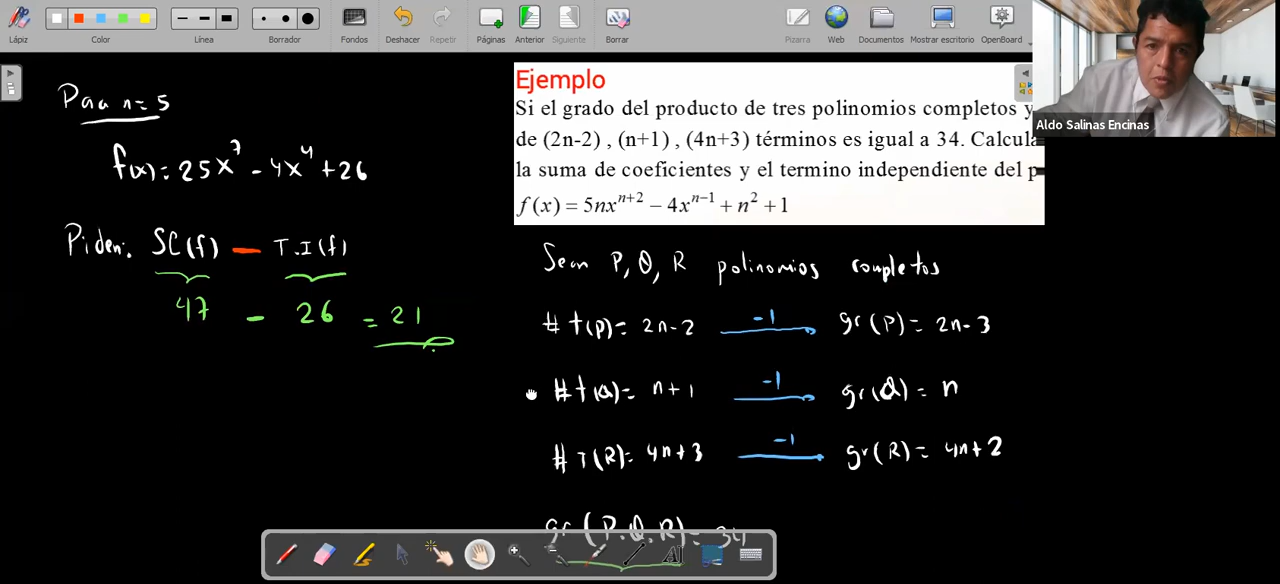 Lápiz
Color
Línea
Borrador
Fondos
Deshacer
Repetir
Páginas
Anterior
Siguiente
Borrar
Pizarra
Web
Documentos
Mostrar escritorio
OpenBoard
Aldo Salinas Encinas
Ejemplo
Si el grado del producto de tres polinomios completos y
de (2n-2) , (n+1) , (4n+3) términos es igual a 34. Calcula
la suma de coeficientes y el termino independiente del p
f(x) = 5nx^{n+2} − 4x^{n−1} + n² + 1
Para n = 5
f(x) = 25x⁷ - 4x⁴ + 26
Piden: SC(f) - T.I(f)
47 - 26 = 21
Sean P, Q, R polinomios completos
# t(P) = 2n-2 -1 gr(P) = 2n-3
# t(Q) = n+1 -1 gr(Q) = n
# T(R) = 4n+3 -1 gr(R) = 4n+2
gr(P.Q.R) = 34